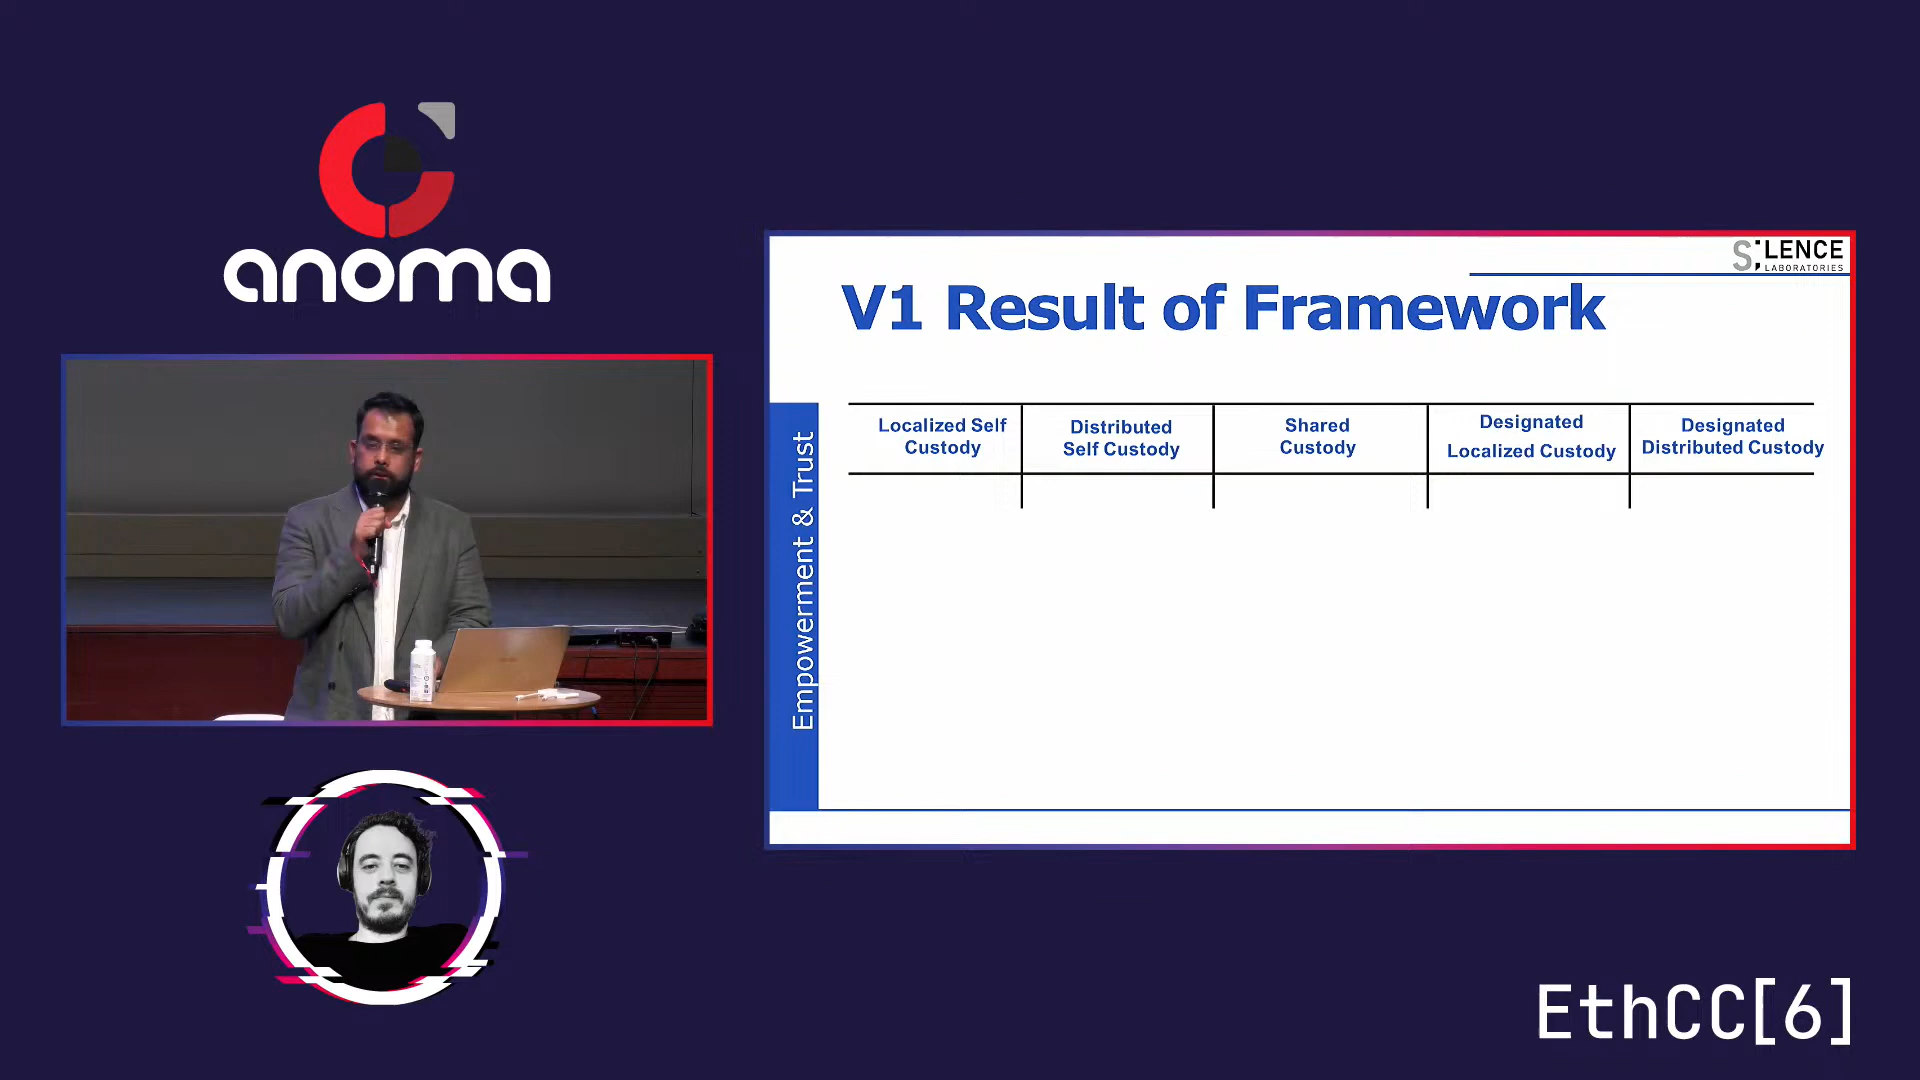 anoma
S:LENCE
LABORATORIES
V1 Result of Framework
Empowerment & Trust
Localized Self
Custody
Distributed
Self Custody
Shared
Custody
Designated
Localized Custody
Designated
Distributed Custody
EthCC[6]